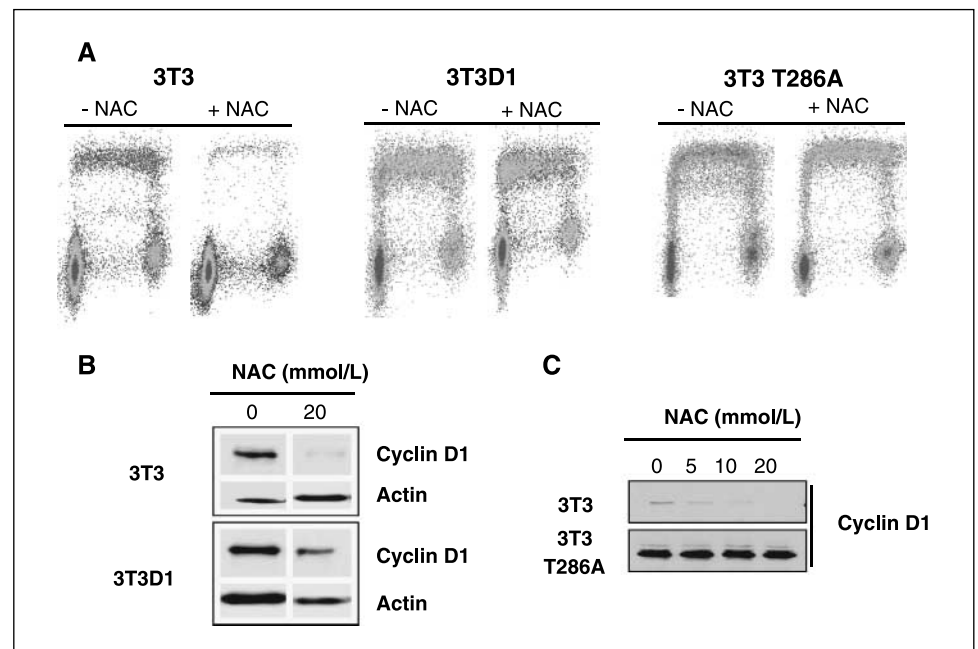 A
3T3 3T3D1 3T3 T286A
- NAC + NAC - NAC + NAC - NAC + NAC
B
NAC (mmol/L)
0 20
3T3
Cyclin D1
Actin
3T3D1
Cyclin D1
Actin
C
NAC (mmol/L)
0 5 10 20
3T3
3T3
T286A
Cyclin D1